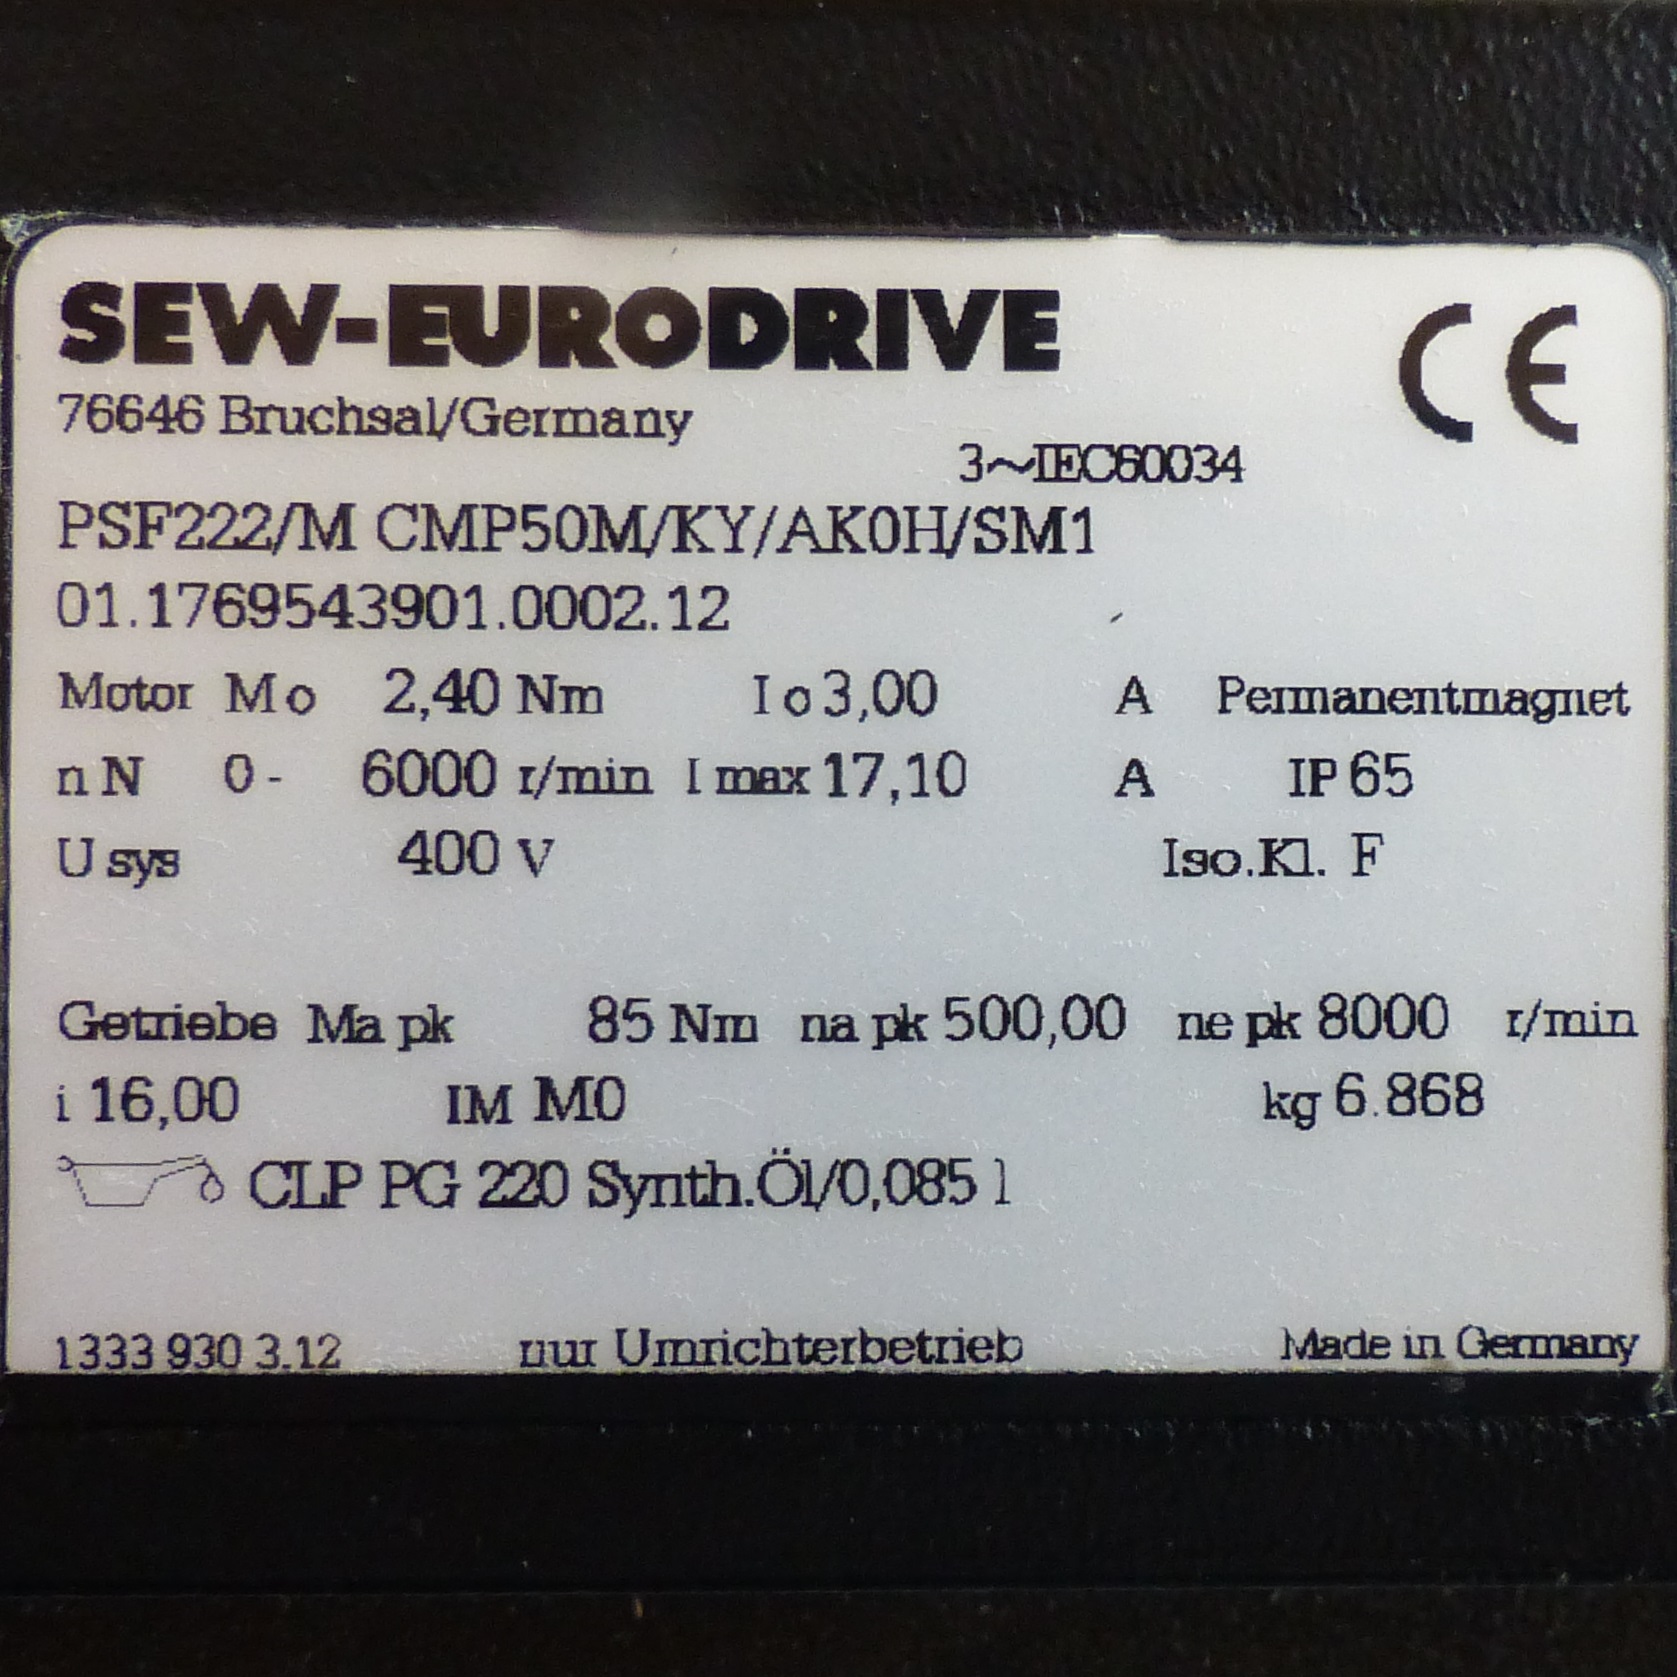 SEW-EURODRIVE CE
76646 Bruchsal/Germany
3~IEC60034
PSF222/M CMP50M/KY/AK0H/SM1
01.1769543901.0002.12
Motor Mo 2,40 Nm Io 3,00 A Permanentmagnet
nN 0- 6000 r/min I max 17,10 A IP 65
U sys 400 V Iso.Kl. F
Getriebe Ma pk 85 Nm na pk 500,00 ne pk 8000 r/min
i 16,00 IM M0 kg 6.868
CLP PG 220 Synth.Öl/0,085 l
1333 930 3.12 nur Umrichterbetrieb Made in Germany